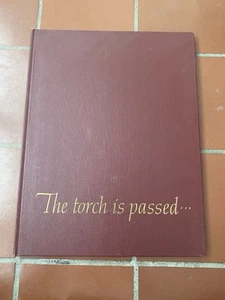 The torch is passed...